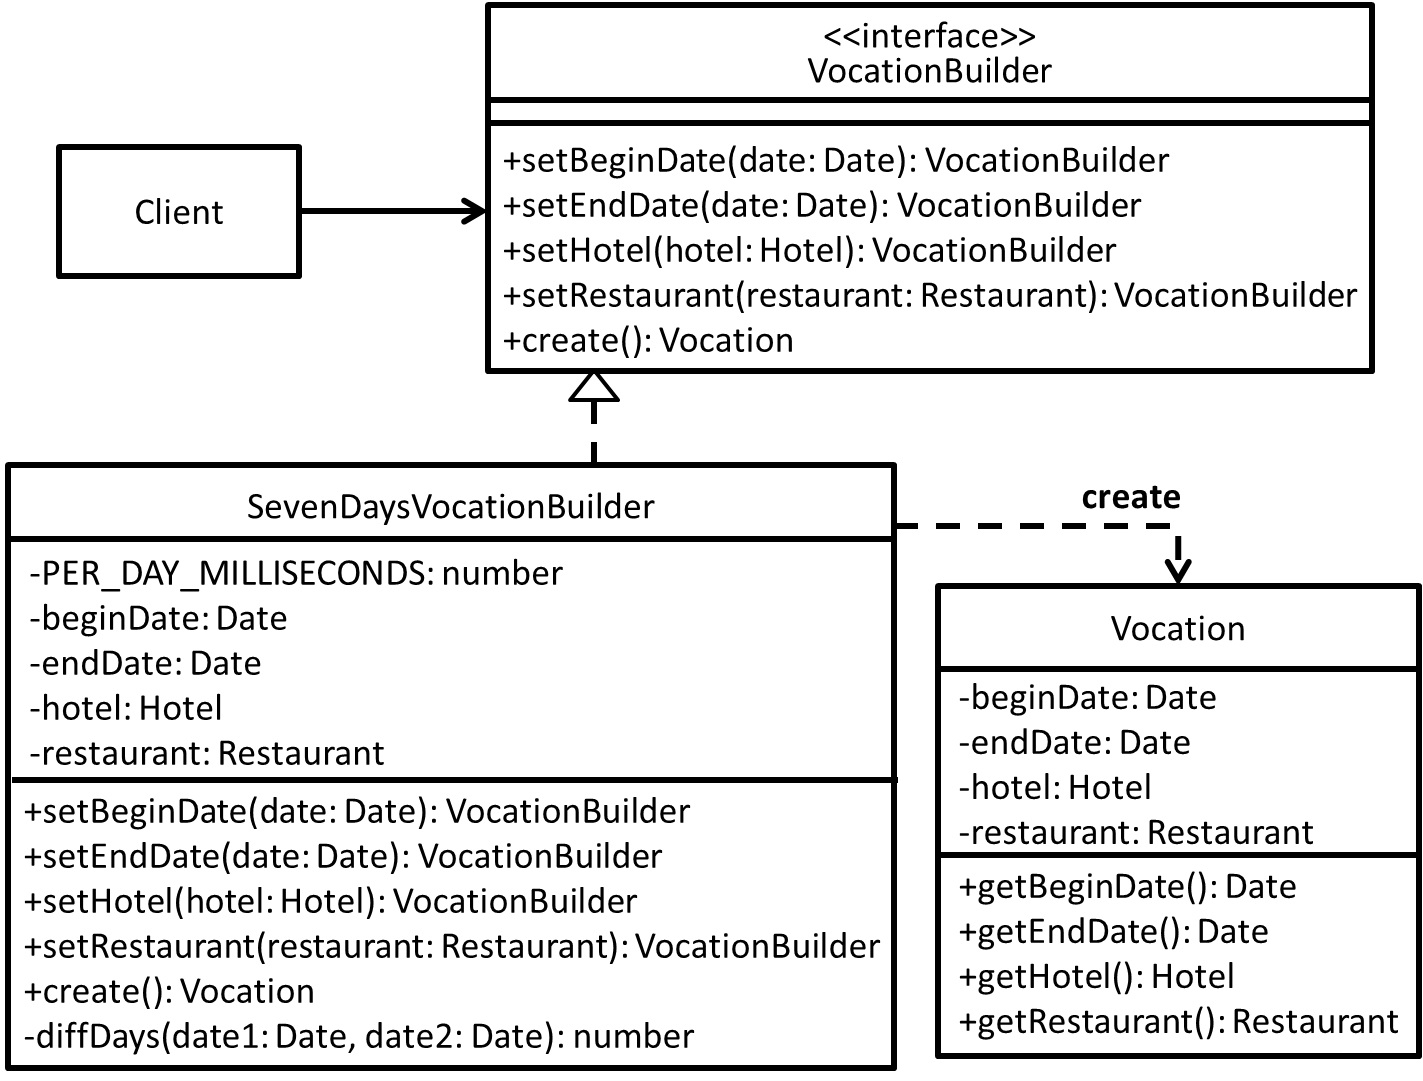 <<interface>>
VocationBuilder
+setBeginDate(date: Date): VocationBuilder
+setEndDate(date: Date): VocationBuilder
+setHotel(hotel: Hotel): VocationBuilder
+setRestaurant(restaurant: Restaurant): VocationBuilder
+create(): Vocation
Client
SevenDaysVocationBuilder
-PER_DAY_MILLISECONDS: number
-beginDate: Date
-endDate: Date
-hotel: Hotel
-restaurant: Restaurant
+setBeginDate(date: Date): VocationBuilder
+setEndDate(date: Date): VocationBuilder
+setHotel(hotel: Hotel): VocationBuilder
+setRestaurant(restaurant: Restaurant): VocationBuilder
+create(): Vocation
-diffDays(date1: Date, date2: Date): number
create
Vocation
-beginDate: Date
-endDate: Date
-hotel: Hotel
-restaurant: Restaurant
+getBeginDate(): Date
+getEndDate(): Date
+getHotel(): Hotel
+getRestaurant(): Restaurant